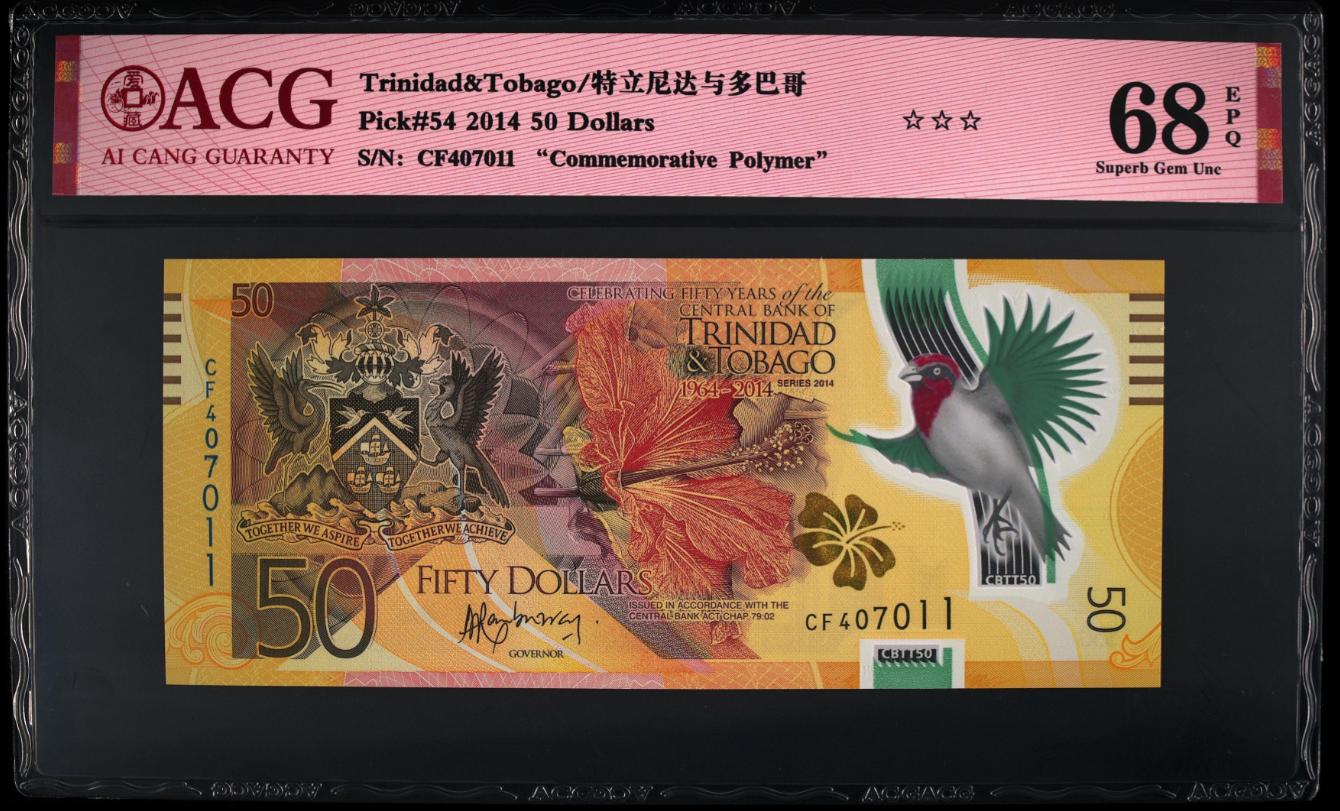 爱
藏
ACG
AI CANG GUARANTY
Trinidad&Tobago/特立尼达与多巴哥
Pick#54 2014 50 Dollars
S/N: CF407011 “Commemorative Polymer”
☆☆☆
68
EPQ
Superb Gem Unc
50
CELEBRATING FIFTY YEARS of the
CENTRAL BANK OF
TRINIDAD
& TOBAGO
1964-2014 SERIES 2014
CF407011
TOGETHER WE ASPIRE TOGETHER WE ACHIEVE
50
FIFTY DOLLARS
ISSUED IN ACCORDANCE WITH THE
CENTRAL BANK ACT CHAP. 79:02
GOVERNOR
CF407011
CBTT50
50
CBTT50